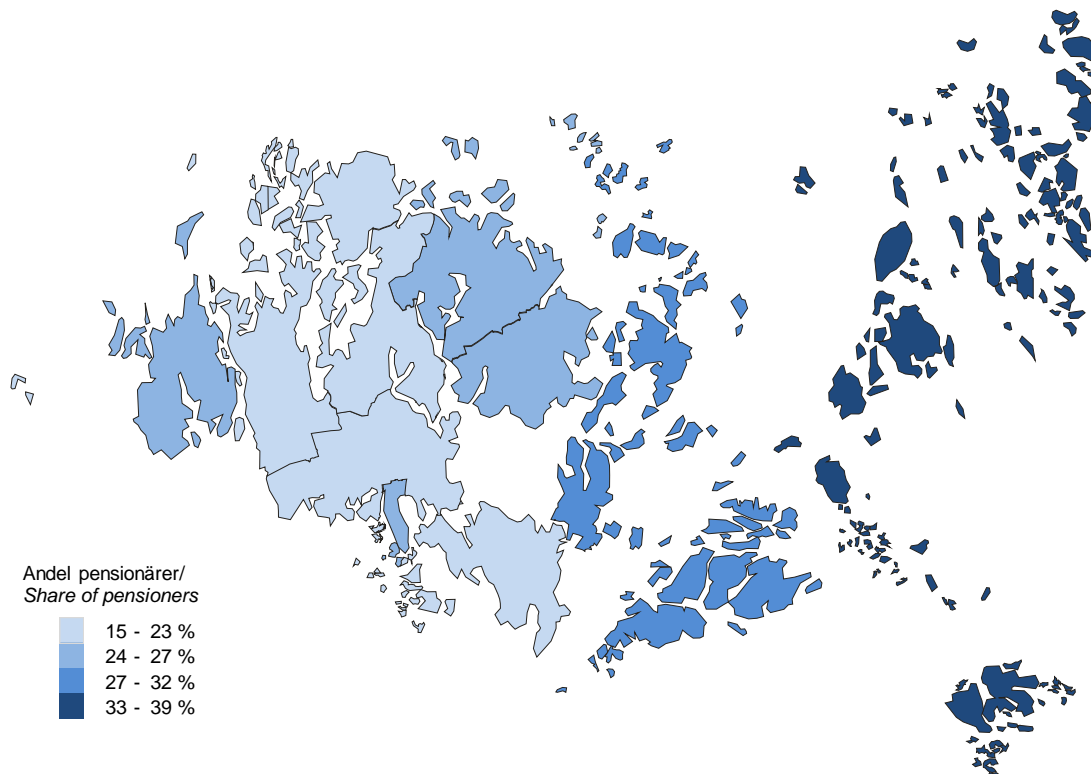 Andel pensionärer/
Share of pensioners
15 - 23 %
24 - 27 %
27 - 32 %
33 - 39 %